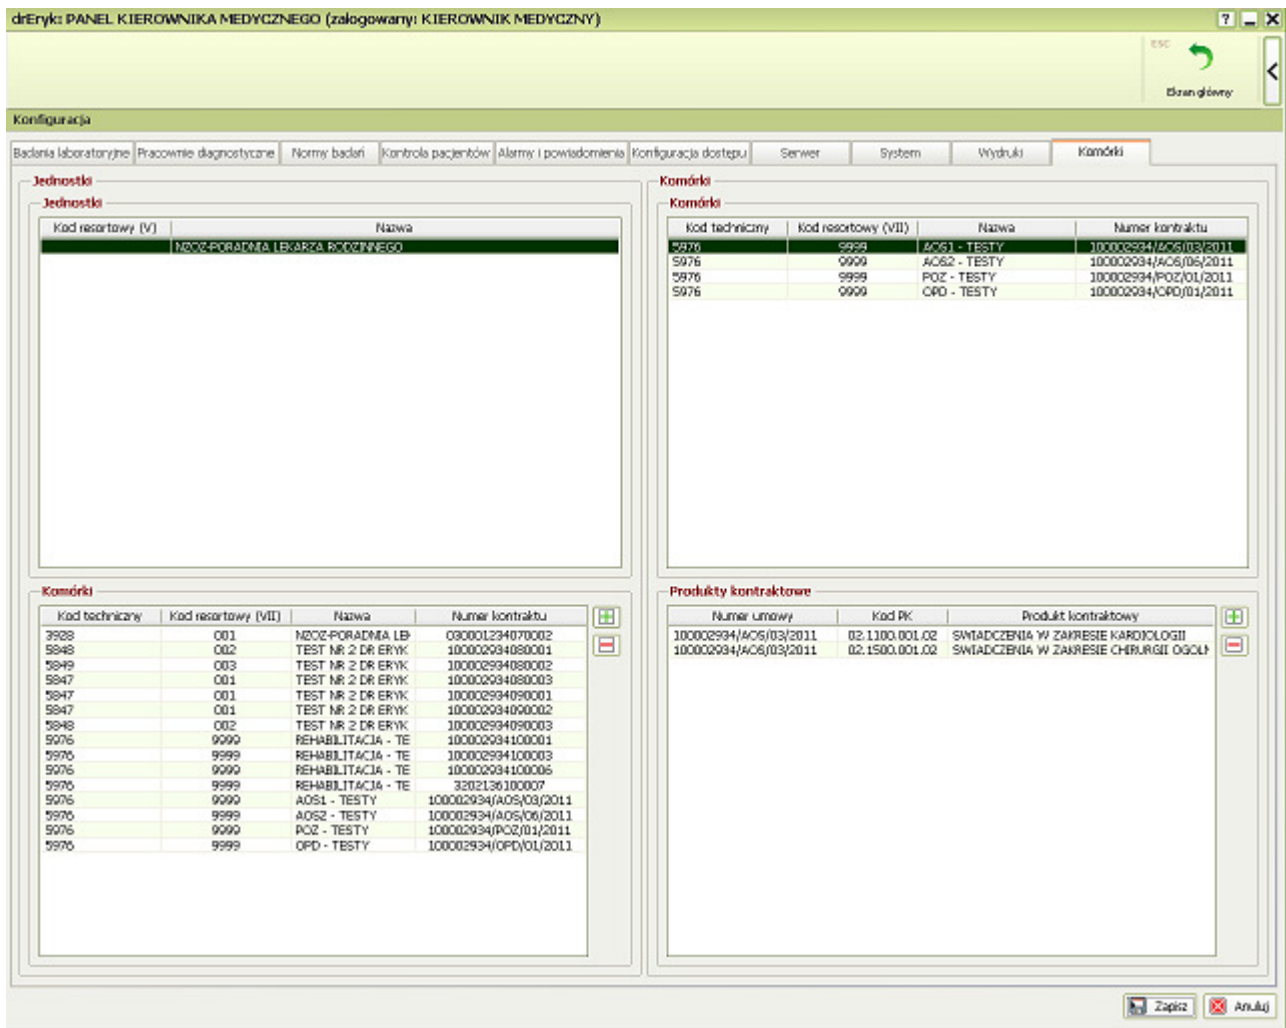 drEryk: PANEL KIEROWNIKA MEDYCZNEGO (zalogowany: KIEROWNIK MEDYCZNY)
ESC
Ekran główny
Konfiguracja
Badania laboratoryjne Pracownie diagnostyczne Normy badań Kontrola pacjentów Alarmy i powiadomienia Konfiguracja dostępu Serwer System Wydruki Komórki
Jednostki
Jednostki
Kod resortowy (V) Nazwa
NZOZ-PORADNIA LEKARZA RODZINNEGO
Komórki
Komórki
Kod techniczny Kod resortowy (VII) Nazwa Numer kontraktu
5976 9999 AOS1 - TESTY 100002934/AOS/03/2011
5976 9999 AOS2 - TESTY 100002934/AOS/06/2011
5976 9999 POZ - TESTY 100002934/POZ/01/2011
5976 9999 OPD - TESTY 100002934/OPD/01/2011
Komórki
Kod techniczny Kod resortowy (VII) Nazwa Numer kontraktu
3928 001 NZOZ-PORADNIA LEK 030001234070002
5848 002 TEST NR 2 DR ERYK 100002934080001
5849 003 TEST NR 2 DR ERYK 100002934080002
5847 001 TEST NR 2 DR ERYK 100002934080003
5847 001 TEST NR 2 DR ERYK 100002934090001
5847 001 TEST NR 2 DR ERYK 100002934090002
5848 002 TEST NR 2 DR ERYK 100002934090003
5976 9999 REHABILITACJA - TE 100002934100001
5976 9999 REHABILITACJA - TE 100002934100003
5976 9999 REHABILITACJA - TE 100002934100006
5976 9999 REHABILITACJA - TE 3202136100007
5976 9999 AOS1 - TESTY 100002934/AOS/03/2011
5976 9999 AOS2 - TESTY 100002934/AOS/06/2011
5976 9999 POZ - TESTY 100002934/POZ/01/2011
5976 9999 OPD - TESTY 100002934/OPD/01/2011
Produkty kontraktowe
Numer umowy Kod PK Produkt kontraktowy
100002934/AOS/03/2011 02.1100.001.02 SWIADCZENIA W ZAKRESIE KARDIOLOGII
100002934/AOS/03/2011 02.1500.001.02 SWIADCZENIA W ZAKRESIE CHIRURGII OGOLN
Zapisz Anuluj